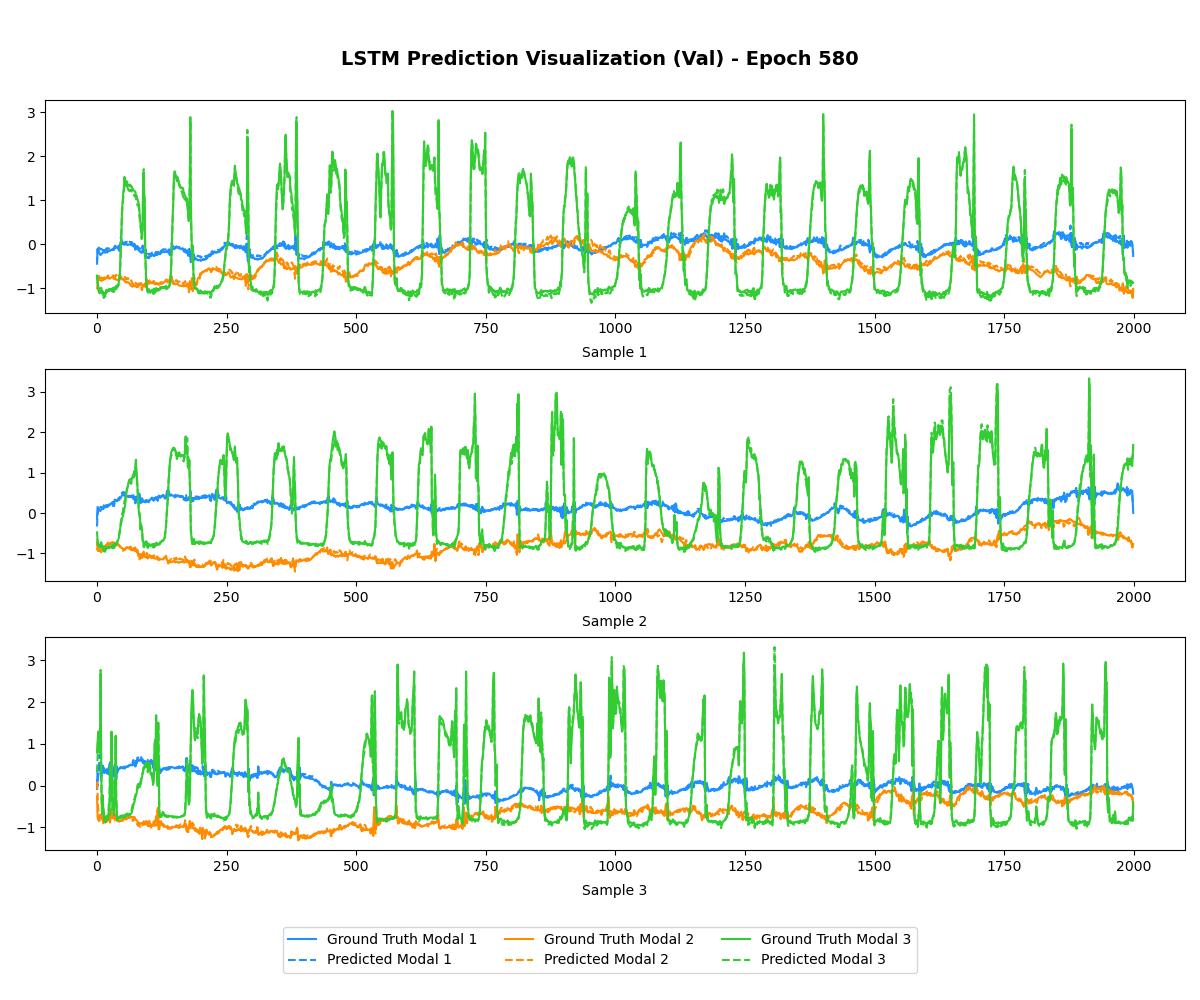 LSTM Prediction Visualization (Val) - Epoch 580
3
2
1
0
−1
0 250 500 750 1000 1250 1500 1750 2000
Sample 1
3
2
1
0
−1
0 250 500 750 1000 1250 1500 1750 2000
Sample 2
3
2
1
0
−1
0 250 500 750 1000 1250 1500 1750 2000
Sample 3
Ground Truth Modal 1 Ground Truth Modal 2 Ground Truth Modal 3
Predicted Modal 1 Predicted Modal 2 Predicted Modal 3